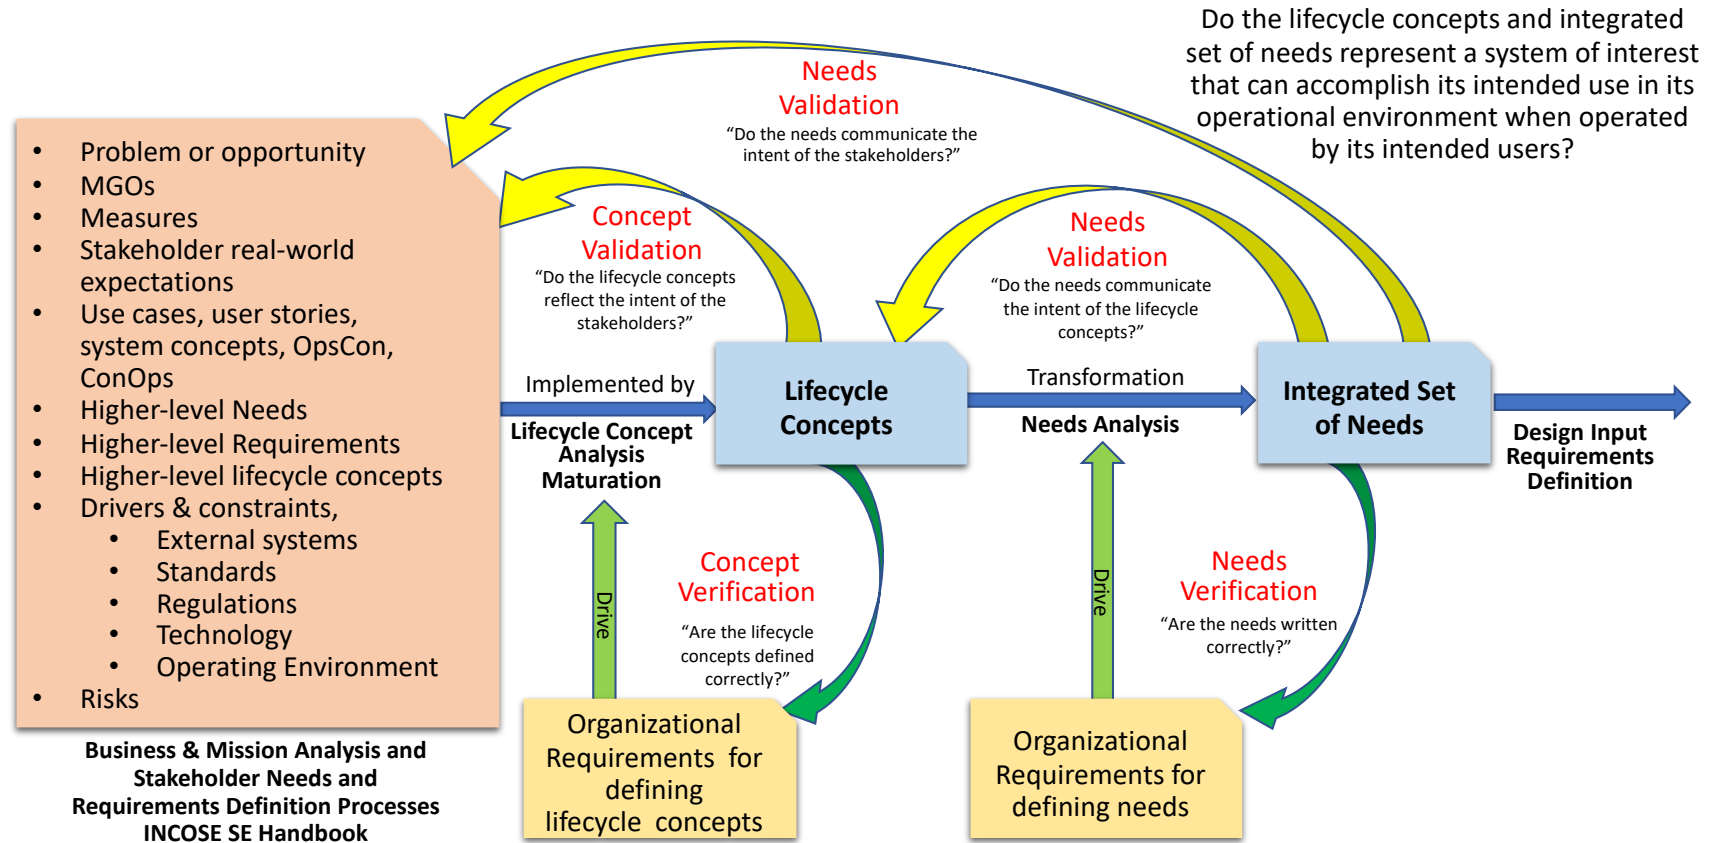 Do the lifecycle concepts and integrated
set of needs represent a system of interest
that can accomplish its intended use in its
operational environment when operated
by its intended users?
Needs
Validation
“Do the needs communicate the
intent of the stakeholders?”
• Problem or opportunity
• MGOs
• Measures
• Stakeholder real-world
expectations
• Use cases, user stories,
system concepts, OpsCon,
ConOps
• Higher-level Needs
• Higher-level Requirements
• Higher-level lifecycle concepts
• Drivers & constraints,
• External systems
• Standards
• Regulations
• Technology
• Operating Environment
• Risks
Business & Mission Analysis and
Stakeholder Needs and
Requirements Definition Processes
INCOSE SE Handbook
Concept
Validation
“Do the lifecycle concepts
reflect the intent of the
stakeholders?”
Needs
Validation
“Do the needs communicate
the intent of the lifecycle
concepts?”
Implemented by
Lifecycle Concept
Analysis
Maturation
Lifecycle
Concepts
Transformation
Needs Analysis
Integrated Set
of Needs
Design Input
Requirements
Definition
Drive
Concept
Verification
“Are the lifecycle
concepts defined
correctly?”
Drive
Needs
Verification
“Are the needs written
correctly?”
Organizational
Requirements for
defining
lifecycle concepts
Organizational
Requirements for
defining needs